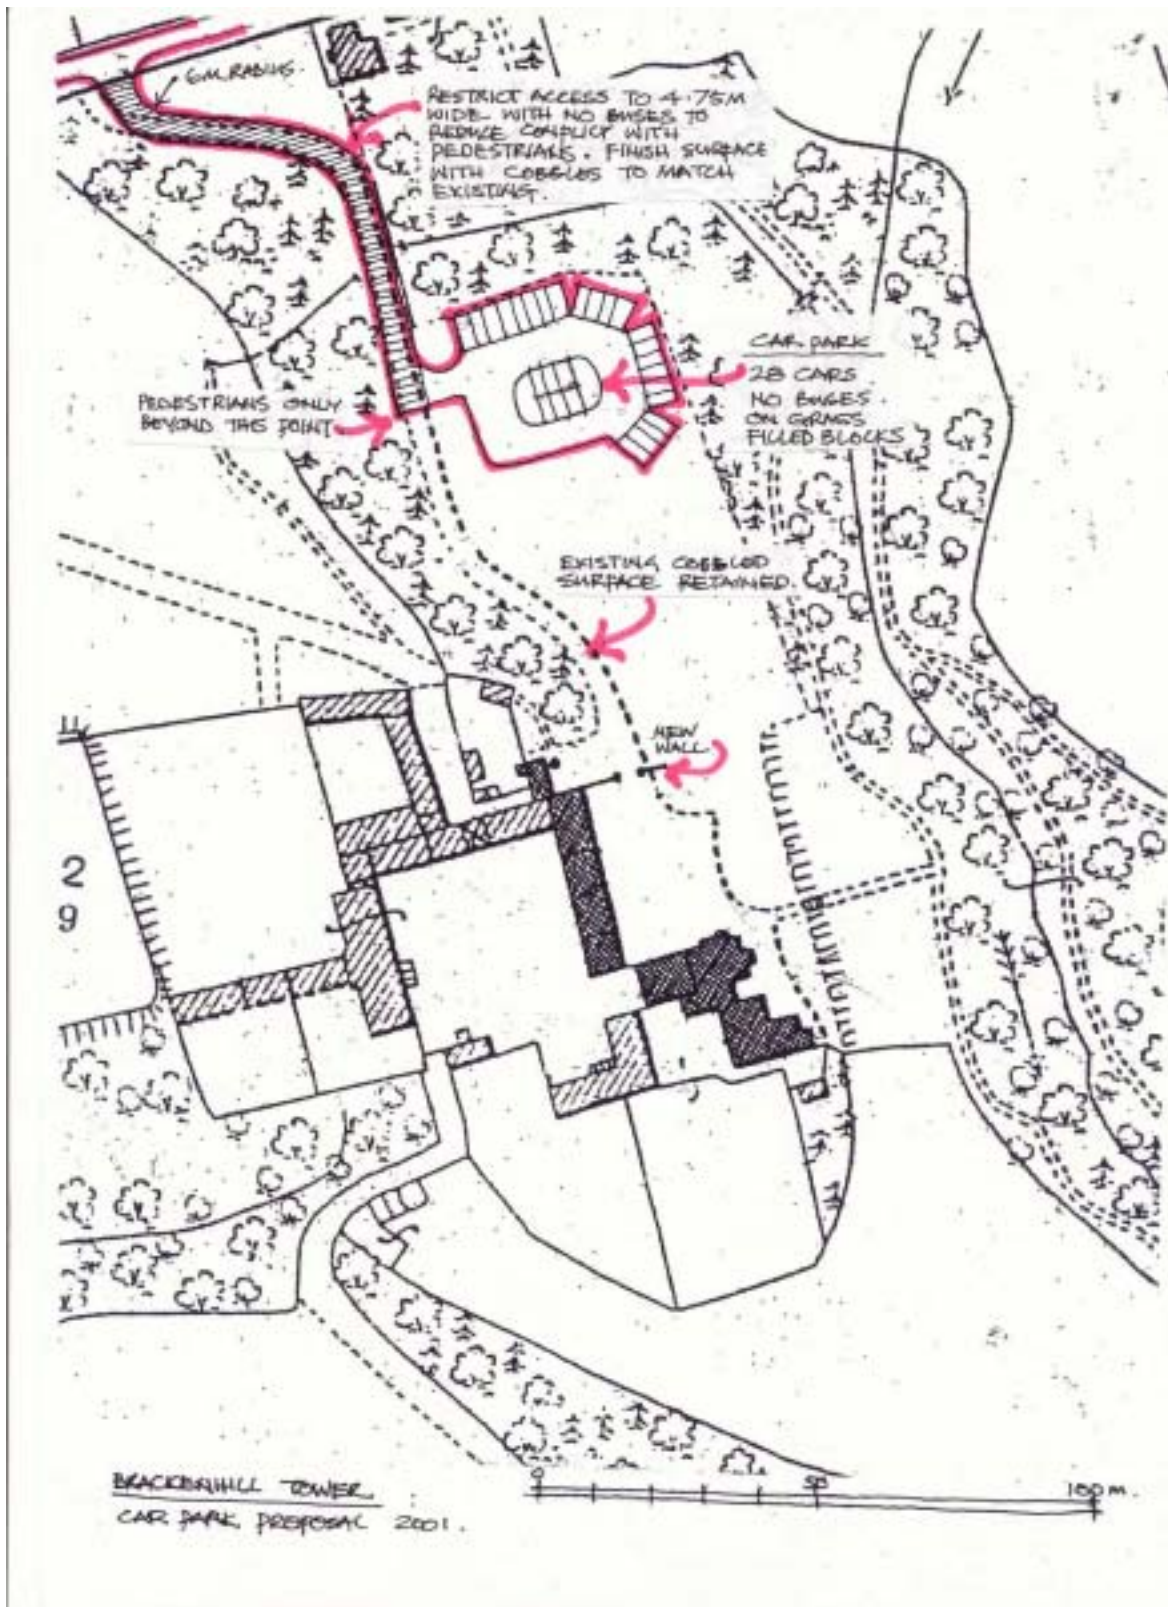 6M. RADIUS.
RESTRICT ACCESS TO 4.75M
WIDE WITH NO BUSES TO
REDUCE CONFLICT WITH
PEDESTRIANS. FINISH SURFACE
WITH COBBLES TO MATCH
EXISTING.
CAR PARK
28 CARS
NO BUSES.
ON GRASS
FILLED BLOCKS
PEDESTRIANS ONLY
BEYOND THIS POINT
EXISTING COBBLED
SURFACE RETAINED.
NEW
WALL
2
9
BRACKENHILL TOWER
CAR PARK PROPOSAL 2001.
0 50 100m.